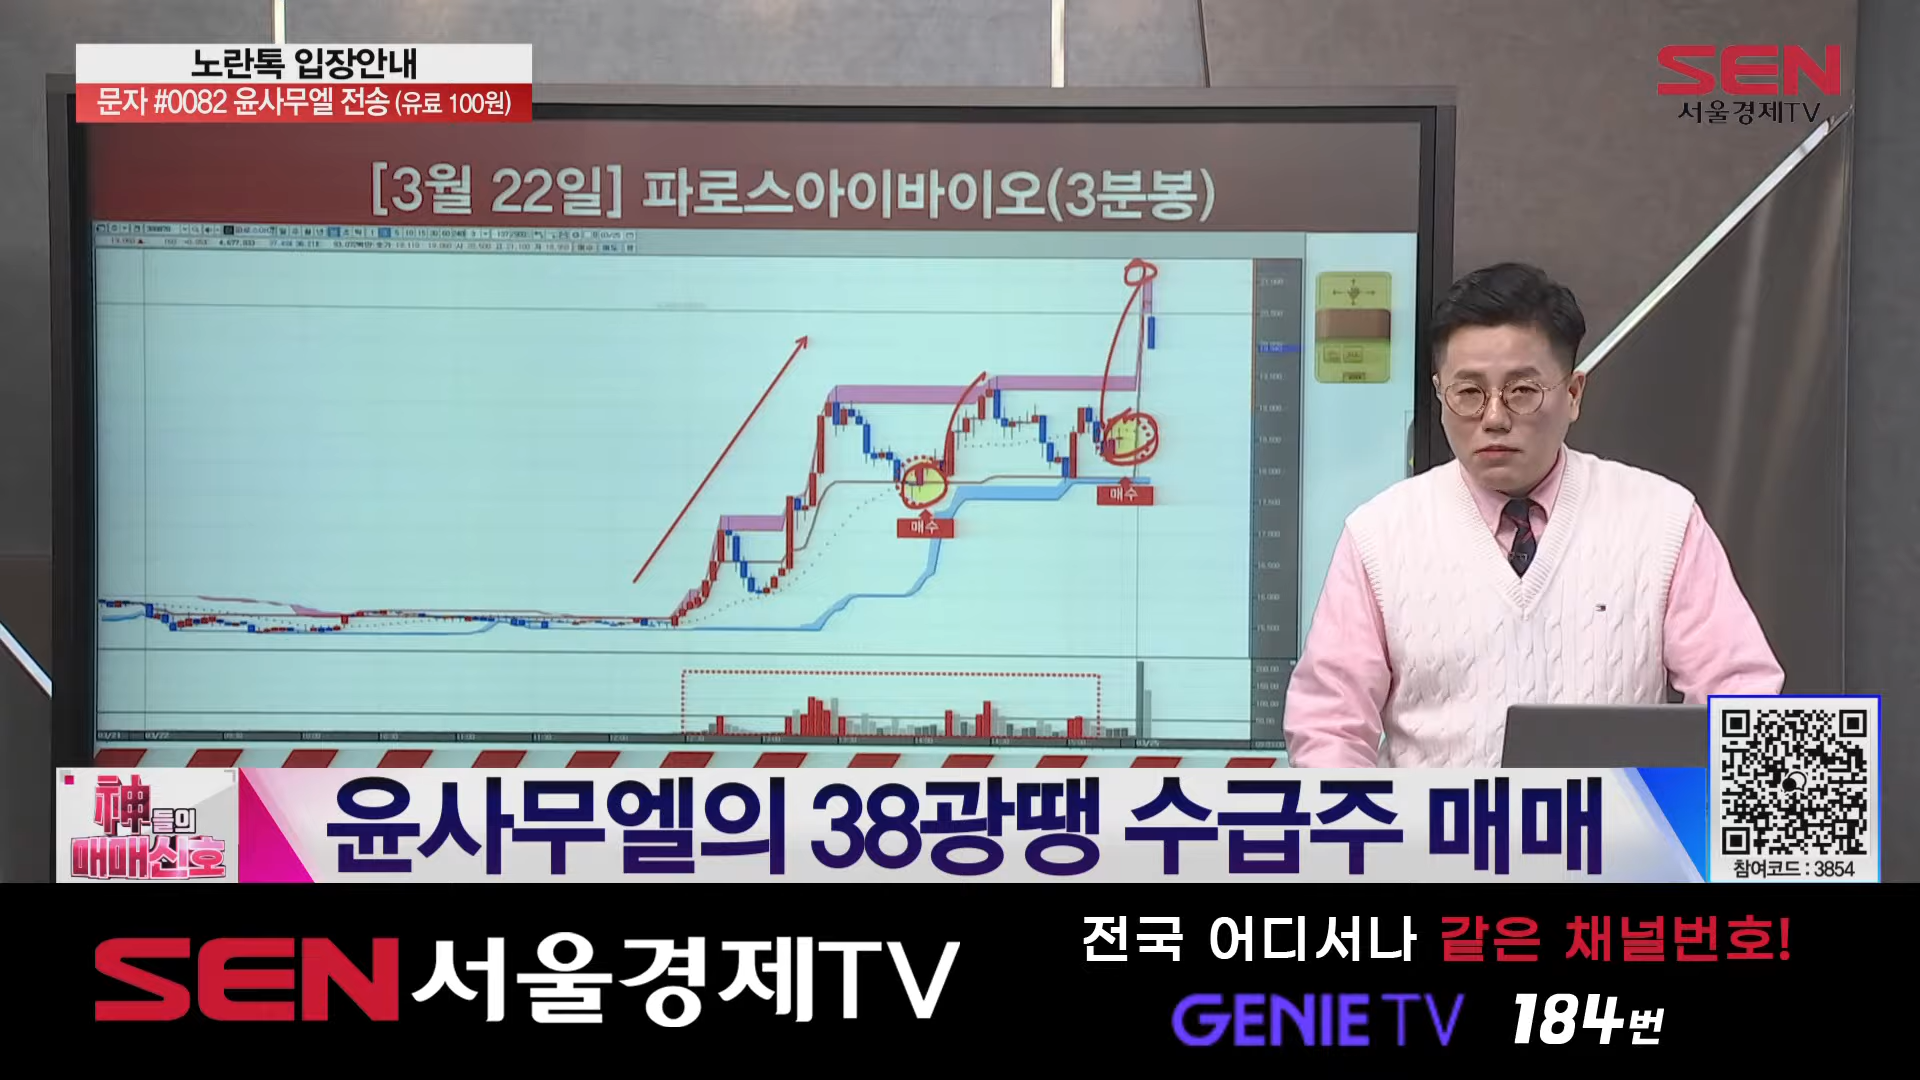 노란톡 입장안내
문자 #0082 윤사무엘 전송 (유료 100원)
SEN
서울경제TV
[3월 22일] 파로스아이바이오(3분봉)
매수
매수
神들의
매매신호
윤사무엘의 38광땡 수급주 매매
참여코드 : 3854
SEN 서울경제TV
전국 어디서나 같은 채널번호!
GENIE TV 184번